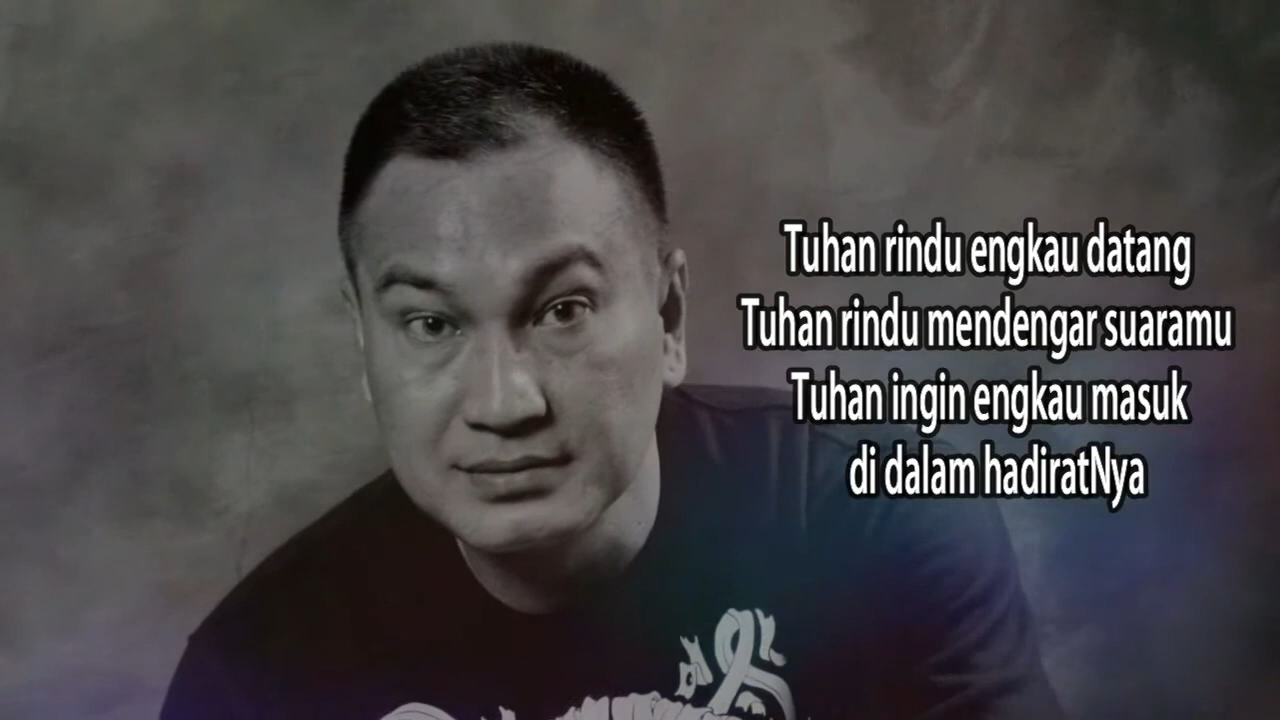 Tuhan rindu engkau datang
Tuhan rindu mendengar suaramu
Tuhan ingin engkau masuk
di dalam hadiratNya